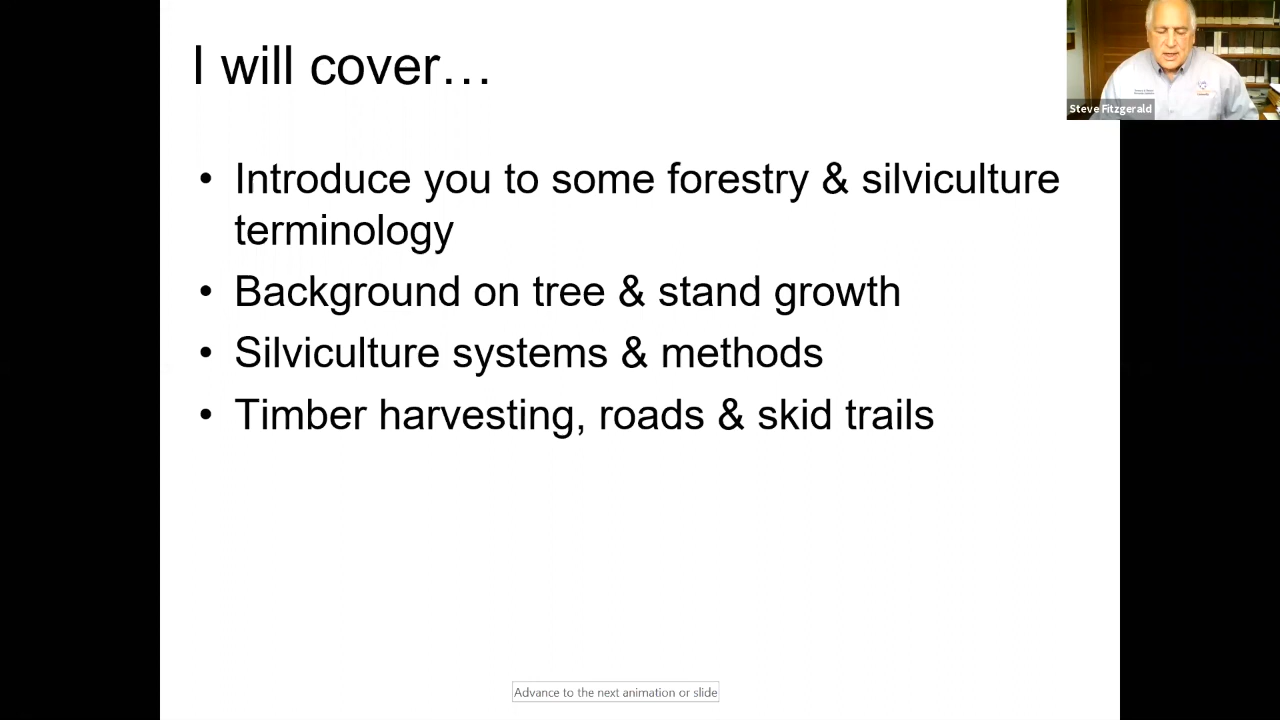 I will cover…
Steve Fitzgerald
• Introduce you to some forestry & silviculture
terminology
• Background on tree & stand growth
• Silviculture systems & methods
• Timber harvesting, roads & skid trails
Advance to the next animation or slide